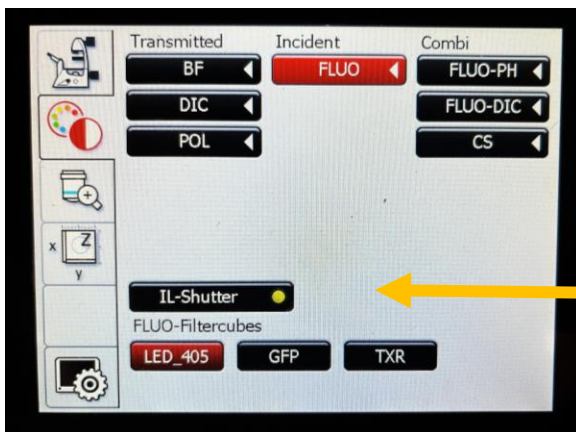 Transmitted Incident Combi
BF FLUO FLUO-PH
DIC FLUO-DIC
POL CS
x Z
y
IL-Shutter
FLUO-Filtercubes
LED_405 GFP TXR